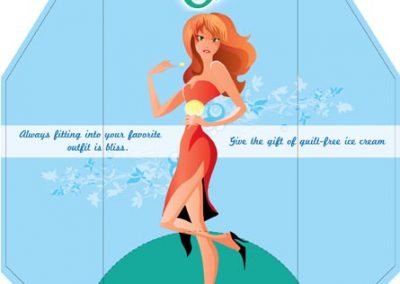 Always fitting into your favorite
outfit is bliss.
Give the gift of guilt-free ice cream